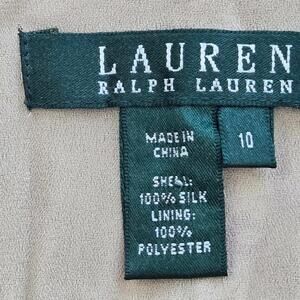 LAUREN
RALPH LAUREN
MADE IN
CHINA
10
SHELL:
100% SILK
LINING:
100%
POLYESTER